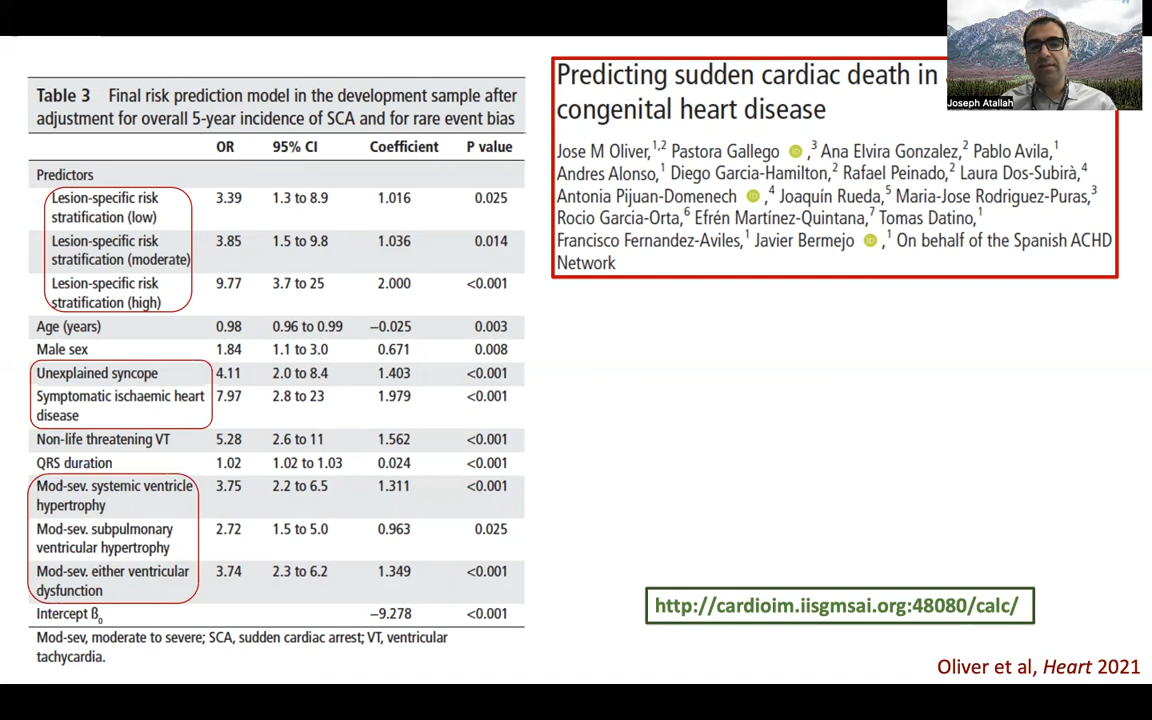 Table 3 Final risk prediction model in the development sample after
adjustment for overall 5-year incidence of SCA and for rare event bias
OR 95% CI Coefficient P value
Predictors
Lesion-specific risk
stratification (low) 3.39 1.3 to 8.9 1.016 0.025
Lesion-specific risk
stratification (moderate) 3.85 1.5 to 9.8 1.036 0.014
Lesion-specific risk
stratification (high) 9.77 3.7 to 25 2.000 <0.001
Age (years) 0.98 0.96 to 0.99 −0.025 0.003
Male sex 1.84 1.1 to 3.0 0.671 0.008
Unexplained syncope 4.11 2.0 to 8.4 1.403 <0.001
Symptomatic ischaemic heart
disease 7.97 2.8 to 23 1.979 <0.001
Non-life threatening VT 5.28 2.6 to 11 1.562 <0.001
QRS duration 1.02 1.02 to 1.03 0.024 <0.001
Mod-sev. systemic ventricle
hypertrophy 3.75 2.2 to 6.5 1.311 <0.001
Mod-sev. subpulmonary
ventricular hypertrophy 2.72 1.5 to 5.0 0.963 0.025
Mod-sev. either ventricular
dysfunction 3.74 2.3 to 6.2 1.349 <0.001
Intercept ß0 −9.278 <0.001
Mod-sev, moderate to severe; SCA, sudden cardiac arrest; VT, ventricular
tachycardia.
Predicting sudden cardiac death in
congenital heart disease
Jose M Oliver,1,2 Pastora Gallego ,3 Ana Elvira Gonzalez,2 Pablo Avila,1
Andres Alonso,1 Diego Garcia-Hamilton,2 Rafael Peinado,2 Laura Dos-Subirà,4
Antonia Pijuan-Domenech ,4 Joaquín Rueda,5 Maria-Jose Rodriguez-Puras,3
Rocio Garcia-Orta,6 Efrén Martínez-Quintana,7 Tomas Datino,1
Francisco Fernandez-Aviles,1 Javier Bermejo ,1 On behalf of the Spanish ACHD
Network
Joseph Atallah
http://cardioim.iisgmsai.org:48080/calc/
Oliver et al, Heart 2021